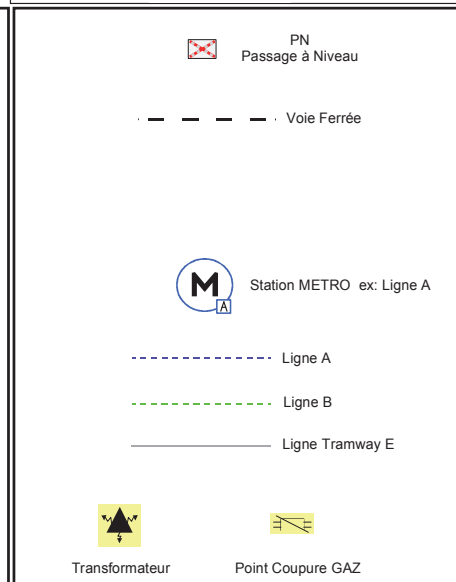 PN
Passage à Niveau
Voie Ferrée
M
A
Station METRO ex: Ligne A
Ligne A
Ligne B
Ligne Tramway E
Transformateur
Point Coupure GAZ